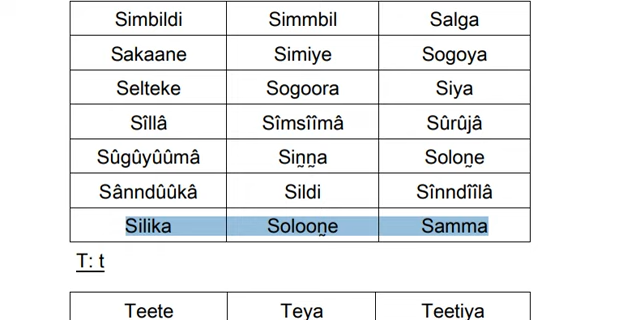 Simbildi Simmbil Salga
Sakaane Simiye Sogoya
Selteke Sogoora Siya
Sîllâ Sîmsîîmâ Sûrûjâ
Sûgûyûûmâ Sin̰n̰a Solon̰e
Sânndûûkâ Sildi Sînndîîlâ
Silika Soloon̰e Samma
T: t
Teete Teya Teetiya